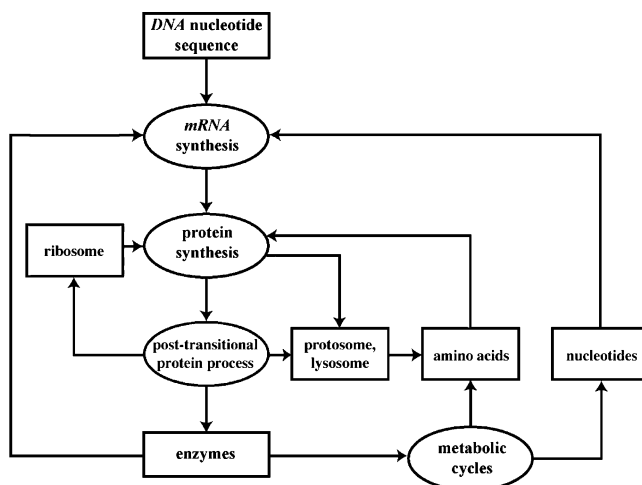 DNA nucleotide
sequence
mRNA
synthesis
ribosome
protein
synthesis
post-transitional
protein process
protosome,
lysosome
amino acids
nucleotides
enzymes
metabolic
cycles